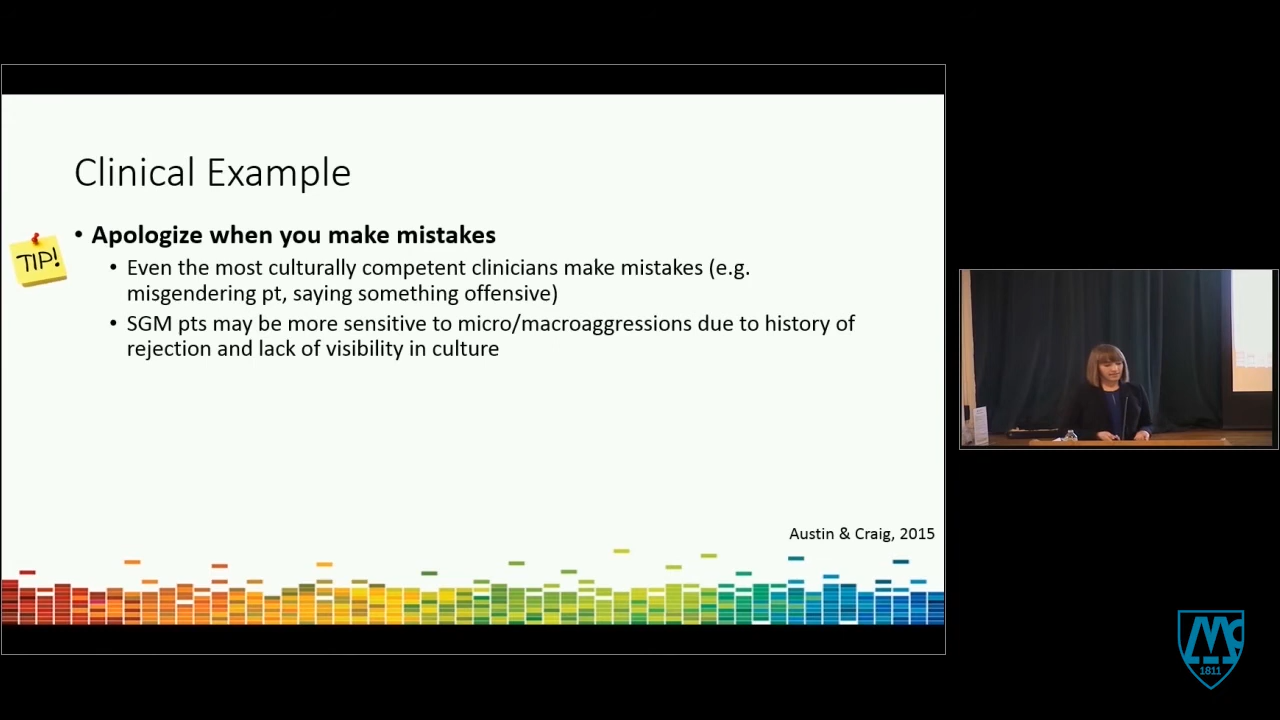 Clinical Example
TIP!
• Apologize when you make mistakes
• Even the most culturally competent clinicians make mistakes (e.g.
misgendering pt, saying something offensive)
• SGM pts may be more sensitive to micro/macroaggressions due to history of
rejection and lack of visibility in culture
Austin & Craig, 2015
Mc
1811